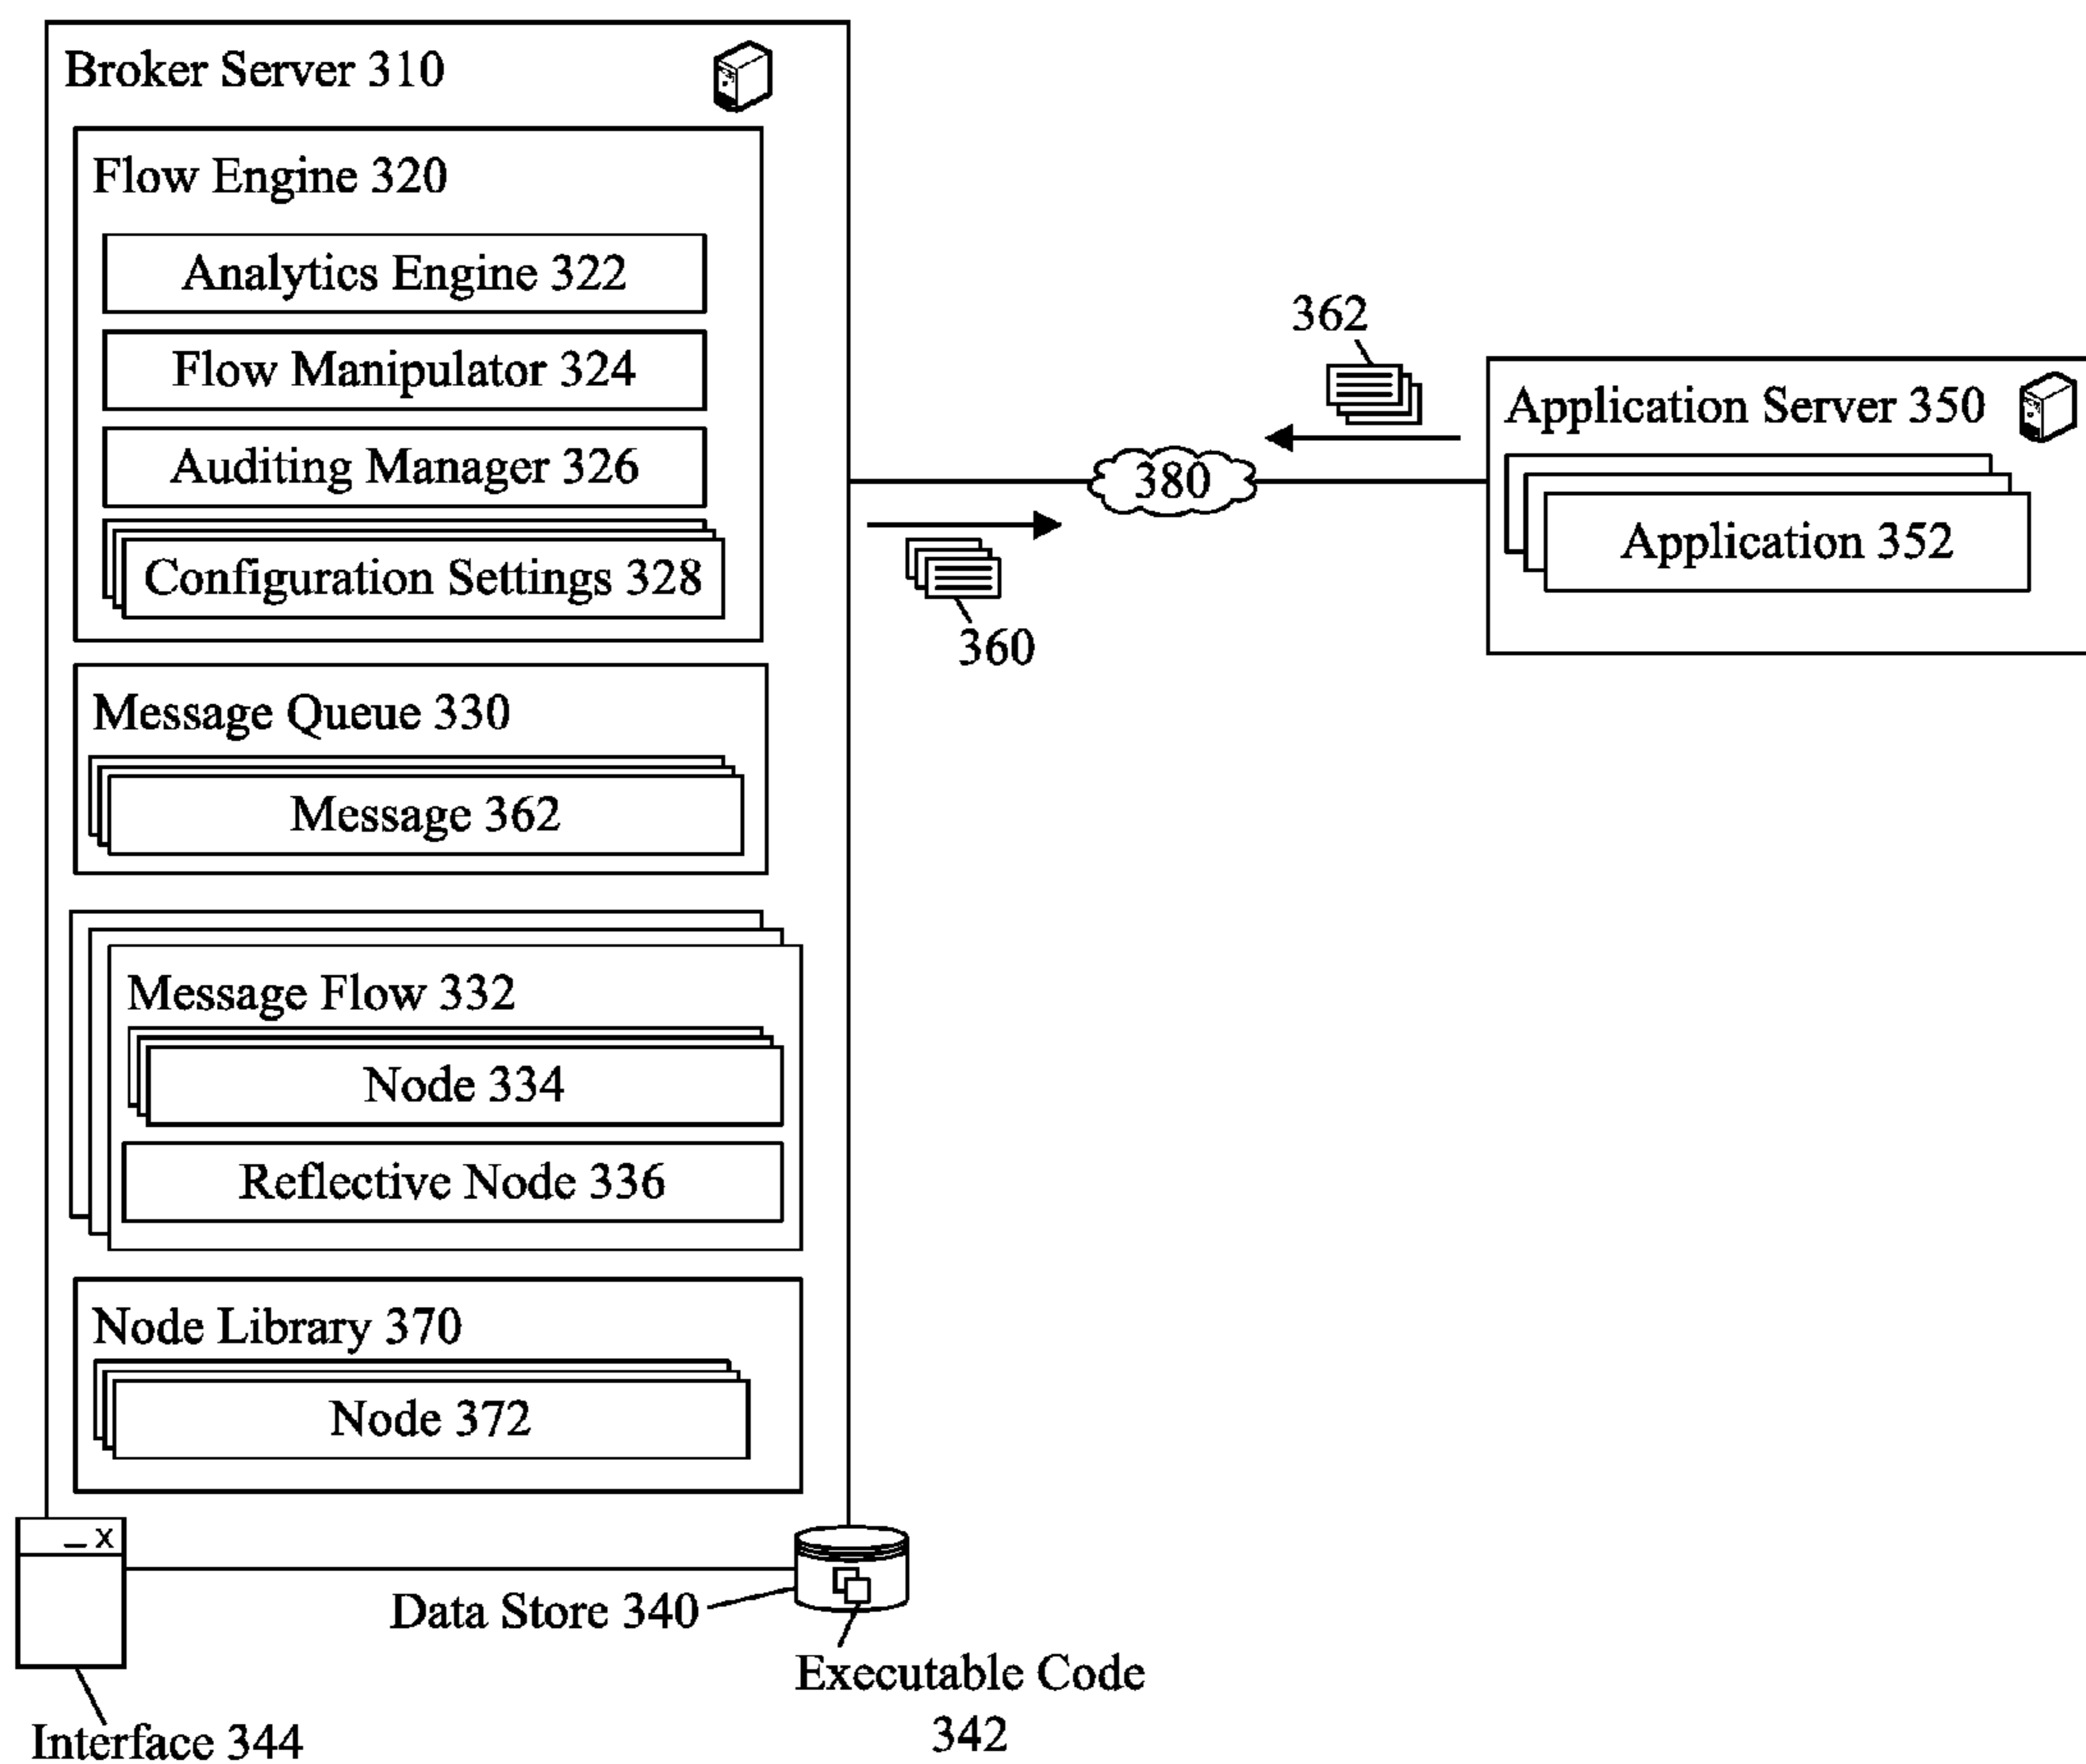 Broker Server 310
Flow Engine 320
Analytics Engine 322
Flow Manipulator 324
Auditing Manager 326
Configuration Settings 328
Message Queue 330
Message 362
Message Flow 332
Node 334
Reflective Node 336
Node Library 370
Node 372
_ x
Interface 344
Data Store 340
Executable Code
342
360
380
362
Application Server 350
Application 352